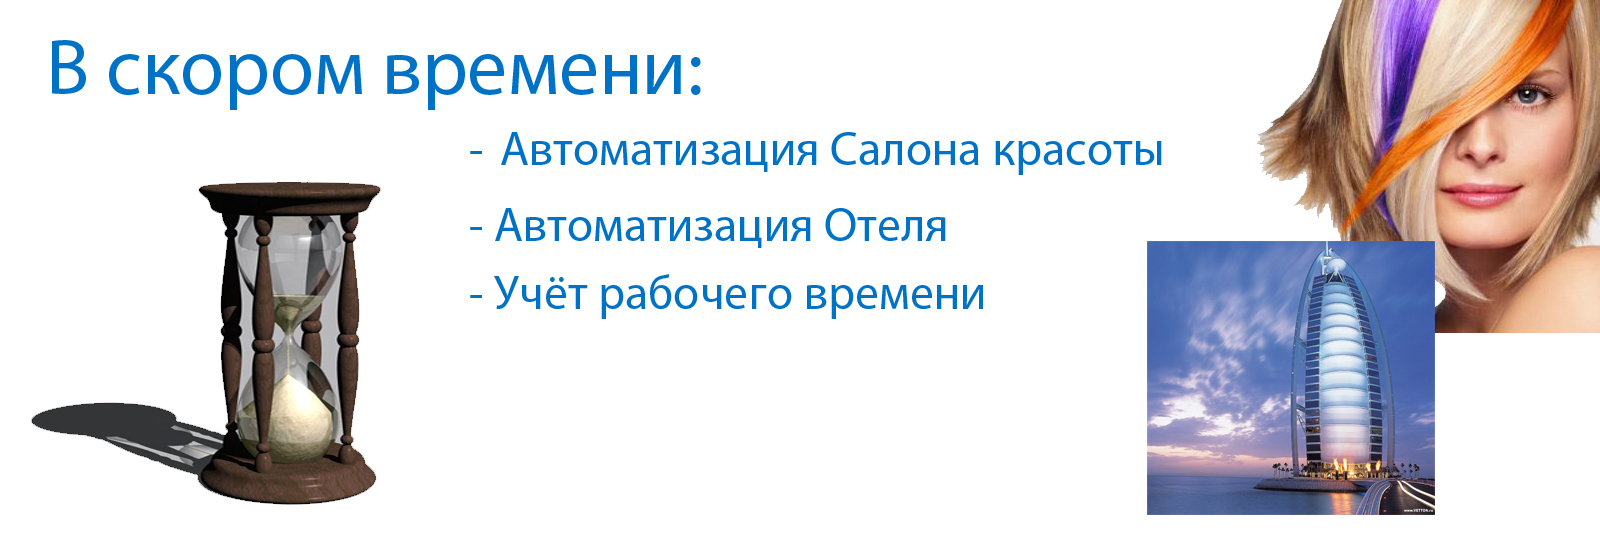 В скором времени:
- Автоматизация Салона красоты
- Автоматизация Отеля
- Учёт рабочего времени